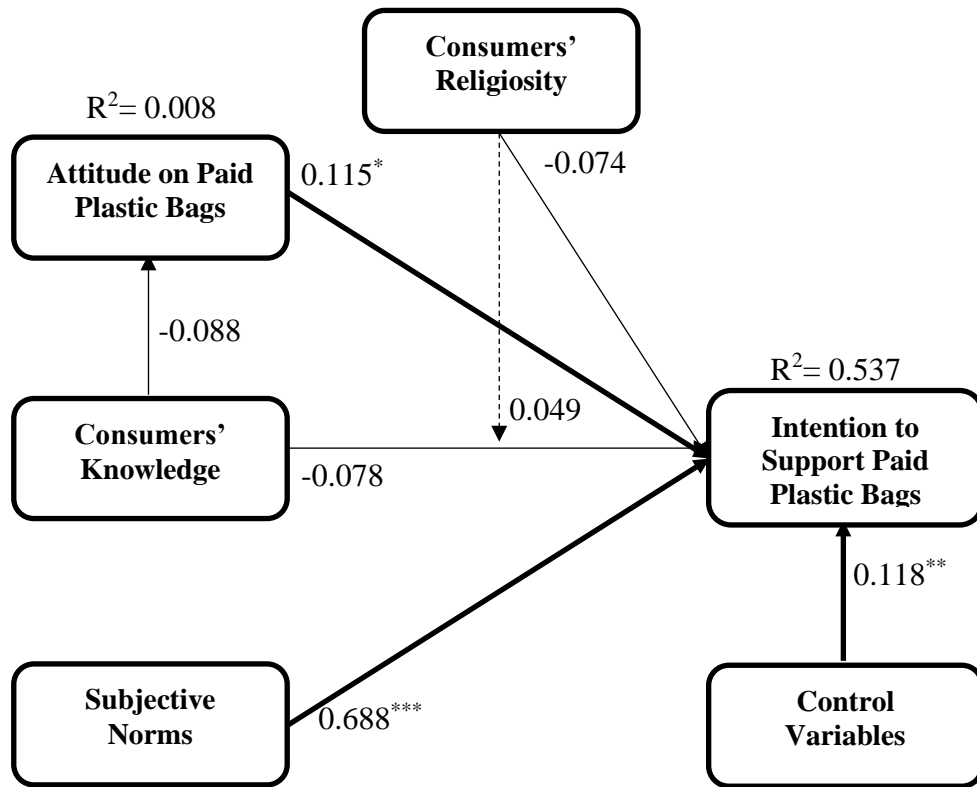 Consumers’
Religiosity
R²= 0.008
Attitude on Paid
Plastic Bags
0.115*
-0.074
-0.088
R²= 0.537
0.049
Consumers’
Knowledge
-0.078
Intention to
Support Paid
Plastic Bags
0.118**
Subjective
Norms
0.688***
Control
Variables